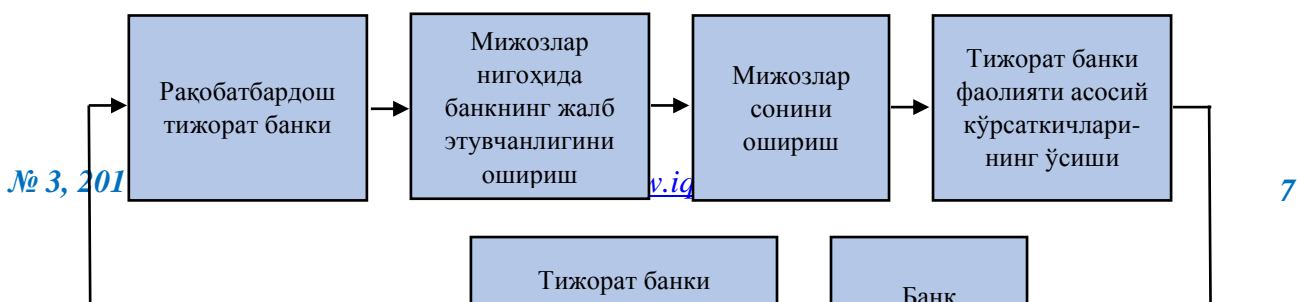 Рақобатбардош
тижорат банки
Мижозлар
нигоҳида
банкнинг жалб
этувчанлигини
ошириш
Мижозлар
сонини
ошириш
Тижорат банки
фаолияти асосий
кўрсаткичлари-
нинг ўсиши
№ 3, 201
7
Тижорат банки
Банк